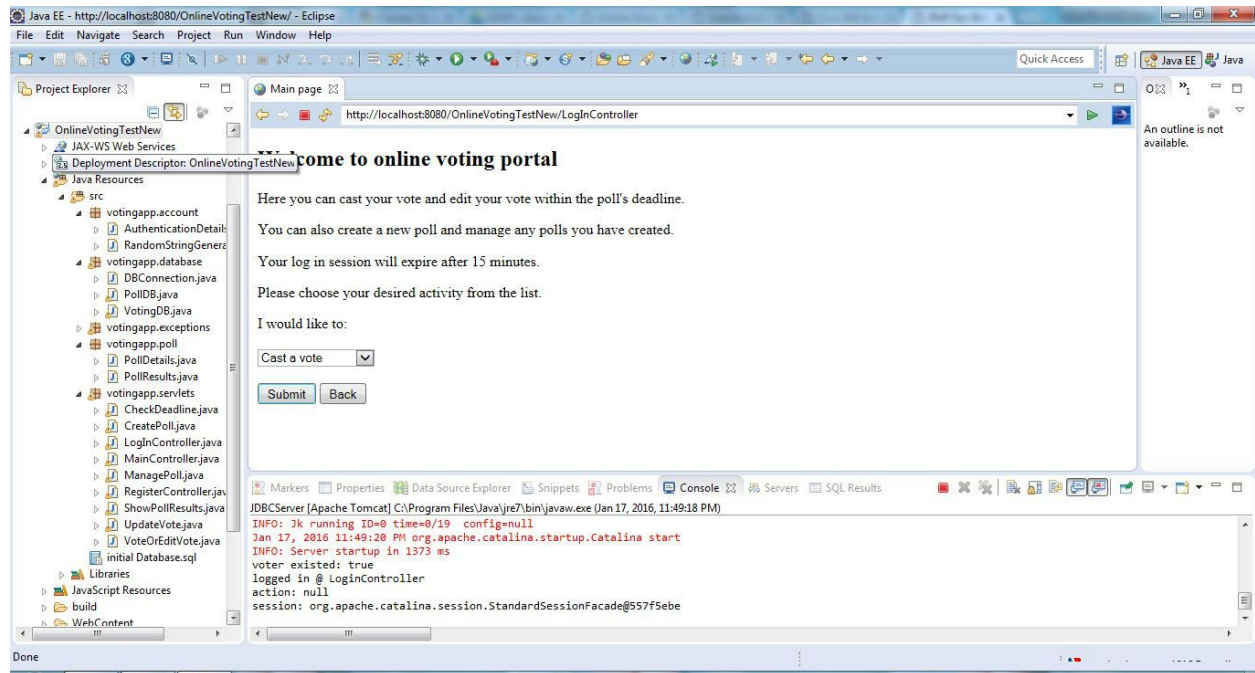 Java EE - http://localhost:8080/OnlineVotingTestNew/ - Eclipse
File Edit Navigate Search Project Run Window Help
Quick Access
Java EE
Java
Project Explorer
OnlineVotingTestNew
JAX-WS Web Services
Deployment Descriptor: OnlineVotingTestNew
Java Resources
src
votingapp.account
AuthenticationDetail
RandomStringGenera
votingapp.database
DBConnection.java
PollDB.java
VotingDB.java
votingapp.exceptions
votingapp.poll
PollDetails.java
PollResults.java
votingapp.servlets
CheckDeadline.java
CreatePoll.java
LogInController.java
MainController.java
ManagePoll.java
RegisterController.jav
ShowPollResults.java
UpdateVote.java
VoteOrEditVote.java
initial Database.sql
Libraries
JavaScript Resources
build
WebContent
Main page
http://localhost:8080/OnlineVotingTestNew/LogInController
come to online voting portal
Here you can cast your vote and edit your vote within the poll's deadline.
You can also create a new poll and manage any polls you have created.
Your log in session will expire after 15 minutes.
Please choose your desired activity from the list.
I would like to:
Cast a vote
Submit Back
An outline is not
available.
Markers Properties Data Source Explorer Snippets Problems Console Servers SQL Results
JDBCServer [Apache Tomcat] C:\Program Files\Java\jre7\bin\javaw.exe (Jan 17, 2016, 11:49:18 PM)
INFO: Jk running ID=0 time=0/19 config=null
Jan 17, 2016 11:49:20 PM org.apache.catalina.startup.Catalina start
INFO: Server startup in 1373 ms
voter existed: true
logged in @ LoginController
action: null
session: org.apache.catalina.session.StandardSessionFacade@557f5ebe
Done